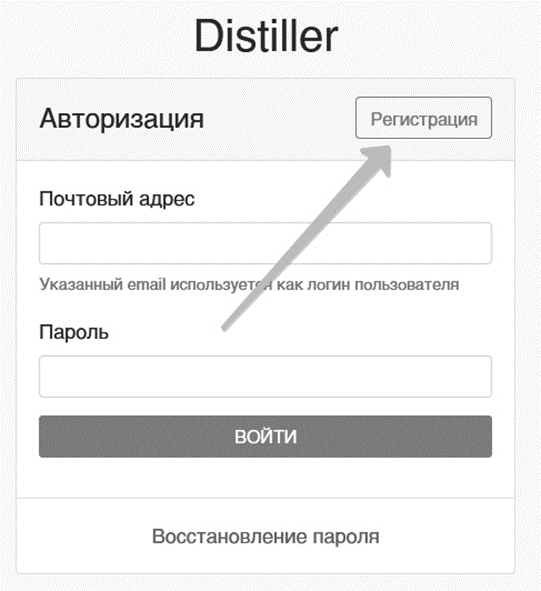 Distiller
Авторизация
Регистрация
Почтовый адрес
Указанный email используется как логин пользователя
Пароль
ВОЙТИ
Восстановление пароля